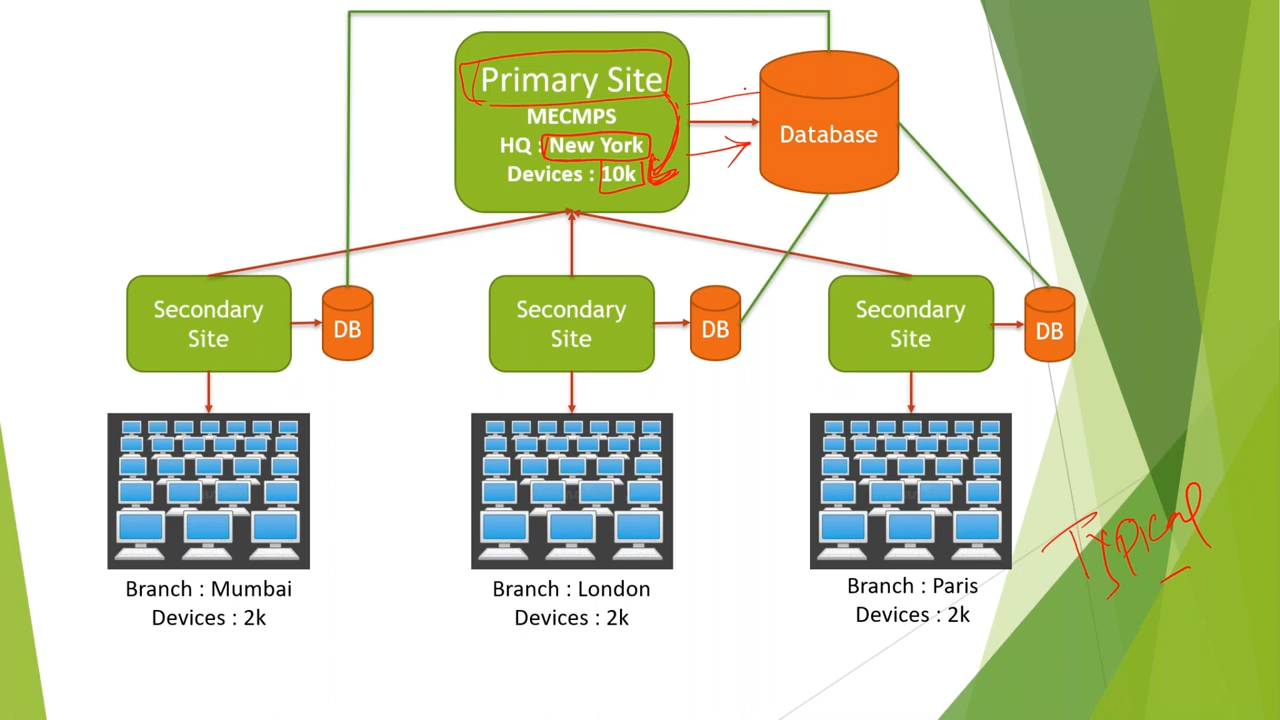 Primary Site
MECMPS
HQ : New York
Devices : 10k
Database
Secondary
Site
DB
Secondary
Site
DB
Secondary
Site
DB
Branch : Mumbai
Devices : 2k
Branch : London
Devices : 2k
Branch : Paris
Devices : 2k
Typical